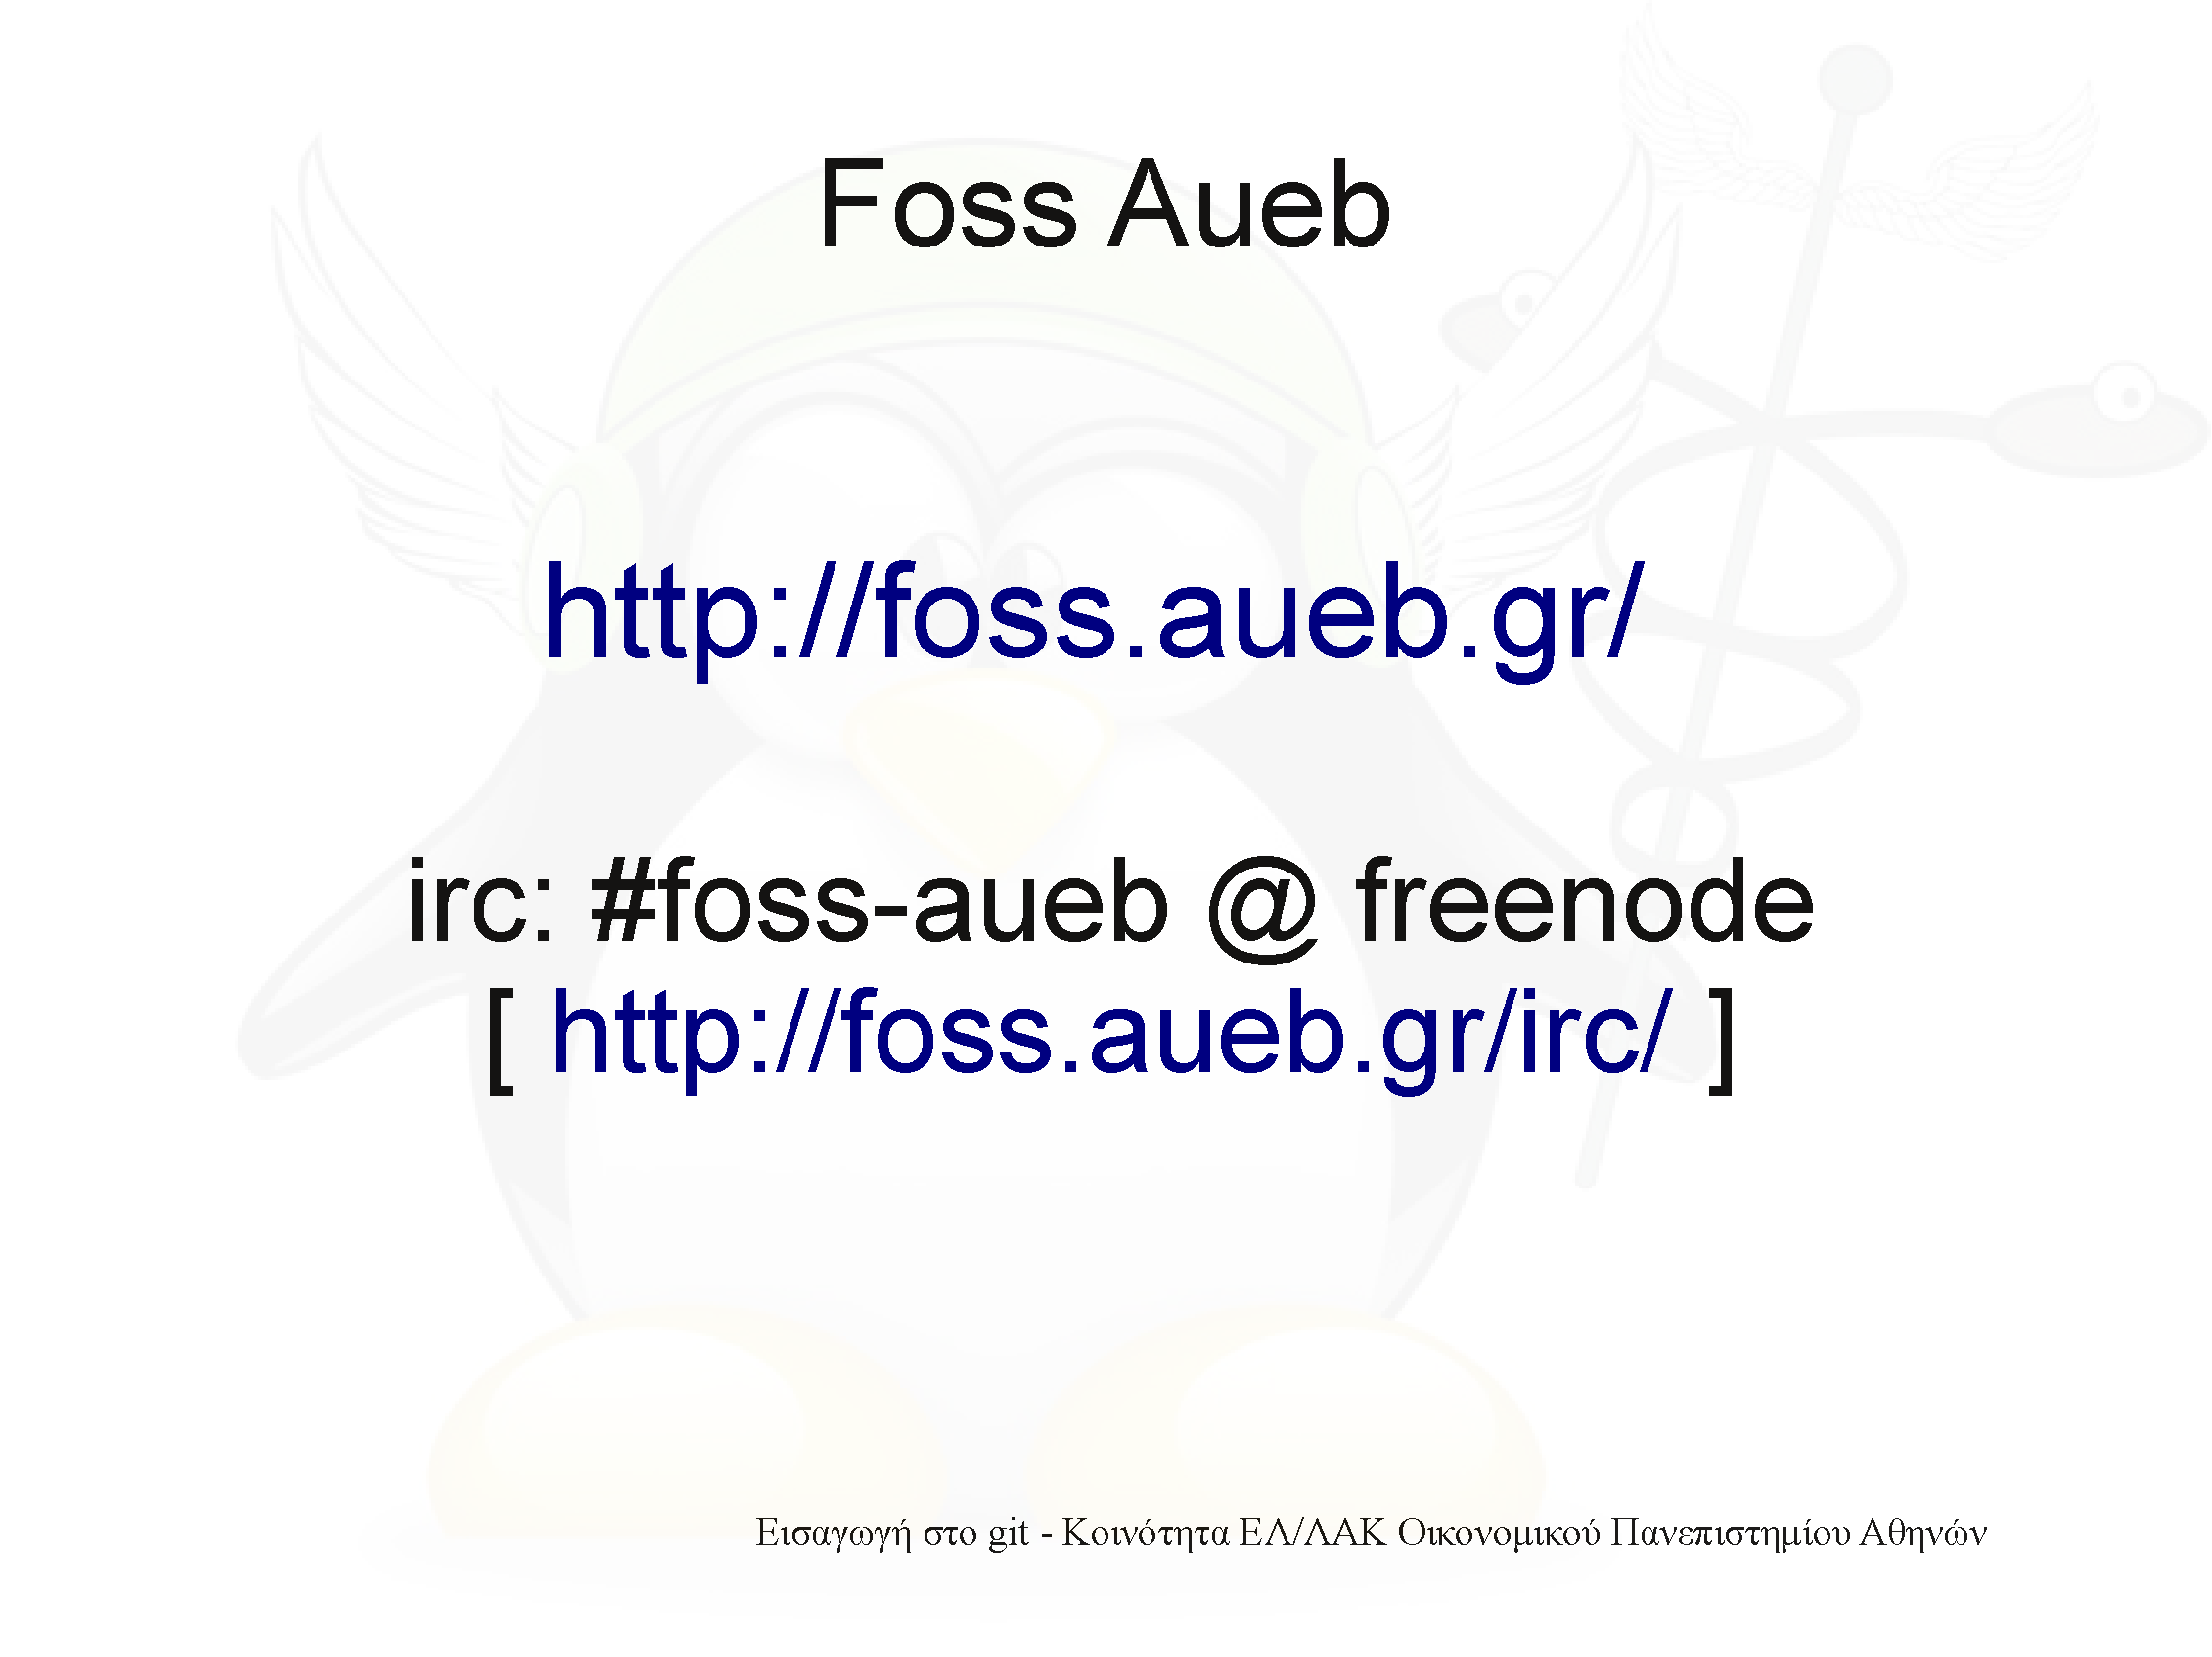 Foss Aueb
http://foss.aueb.gr/
irc: #foss-aueb @ freenode
[ http://foss.aueb.gr/irc/ ]
Εισαγωγή στο git - Κοινότητα ΕΛ/ΛΑΚ Οικονομικού Πανεπιστημίου Αθηνών